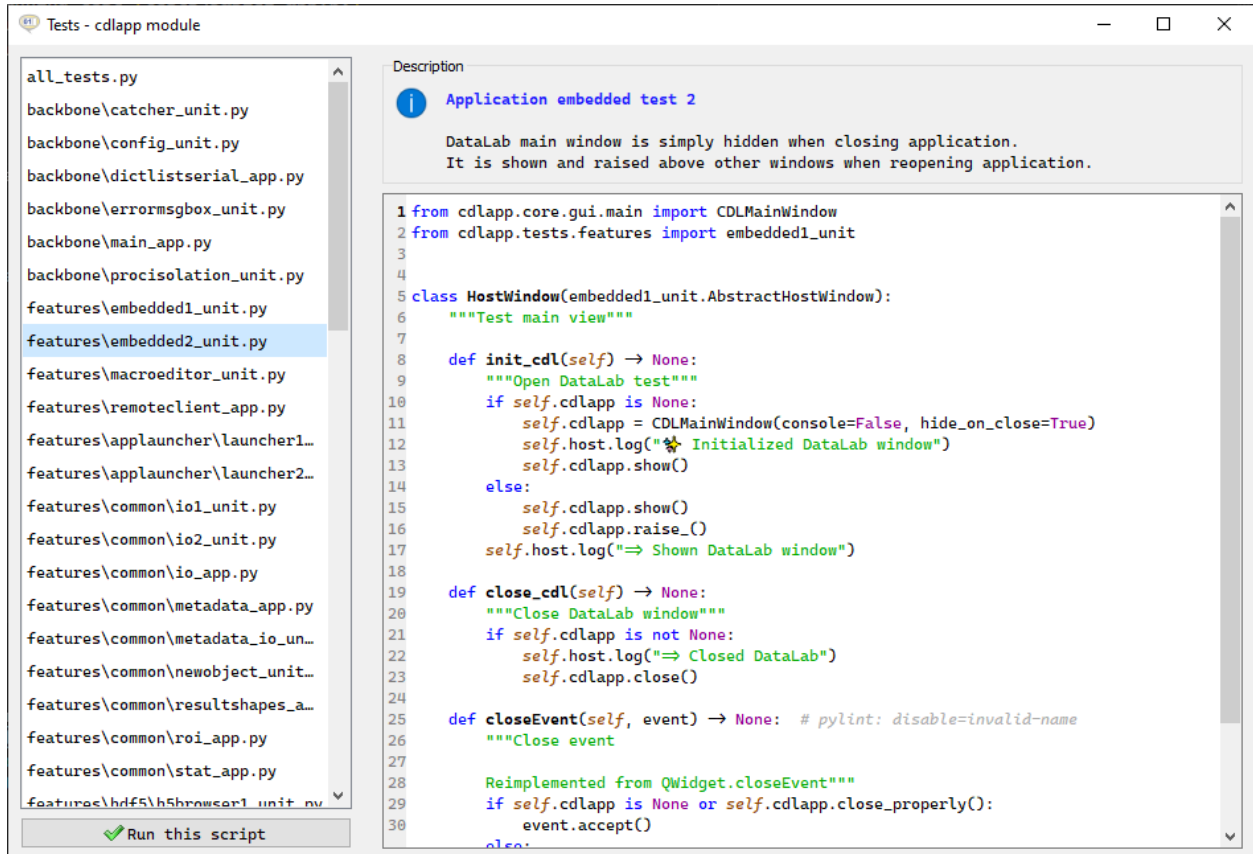 Tests - cdlapp module
all_tests.py
backbone\catcher_unit.py
backbone\config_unit.py
backbone\dictlistserial_app.py
backbone\errormsgbox_unit.py
backbone\main_app.py
backbone\procisolation_unit.py
features\embedded1_unit.py
features\embedded2_unit.py
features\macroeditor_unit.py
features\remoteclient_app.py
features\applauncher\launcher1…
features\applauncher\launcher2…
features\common\io1_unit.py
features\common\io2_unit.py
features\common\io_app.py
features\common\metadata_app.py
features\common\metadata_io_un…
features\common\newobject_unit…
features\common\resultshapes_a…
features\common\roi_app.py
features\common\stat_app.py
features\hdf5\h5browser1_unit.py
Run this script
Description
Application embedded test 2
DataLab main window is simply hidden when closing application.
It is shown and raised above other windows when reopening application.
1 from cdlapp.core.gui.main import CDLMainWindow
2 from cdlapp.tests.features import embedded1_unit
3
4
5 class HostWindow(embedded1_unit.AbstractHostWindow):
6     """Test main view"""
7
8     def init_cdl(self) → None:
9         """Open DataLab test"""
10         if self.cdlapp is None:
11             self.cdlapp = CDLMainWindow(console=False, hide_on_close=True)
12             self.host.log("✨ Initialized DataLab window")
13             self.cdlapp.show()
14         else:
15             self.cdlapp.show()
16             self.cdlapp.raise_()
17         self.host.log("⇒ Shown DataLab window")
18
19     def close_cdl(self) → None:
20         """Close DataLab window"""
21         if self.cdlapp is not None:
22             self.host.log("⇒ Closed DataLab")
23             self.cdlapp.close()
24
25     def closeEvent(self, event) → None:  # pylint: disable=invalid-name
26         """Close event
27
28         Reimplemented from QWidget.closeEvent"""
29         if self.cdlapp is None or self.cdlapp.close_properly():
30             event.accept()
else: